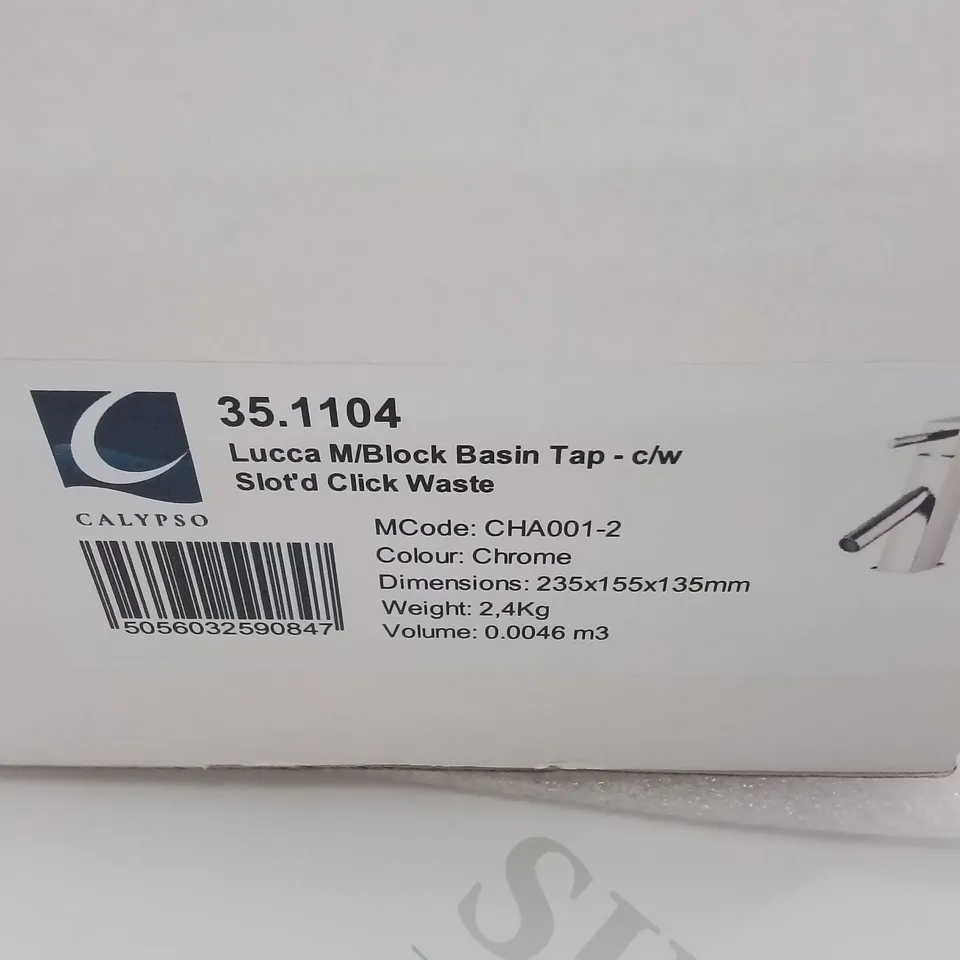 35.1104
Lucca M/Block Basin Tap - c/w
Slot'd Click Waste
CALYPSO
MCode: CHA001-2
Colour: Chrome
Dimensions: 235x155x135mm
Weight: 2,4Kg
Volume: 0.0046 m3
5056032590847